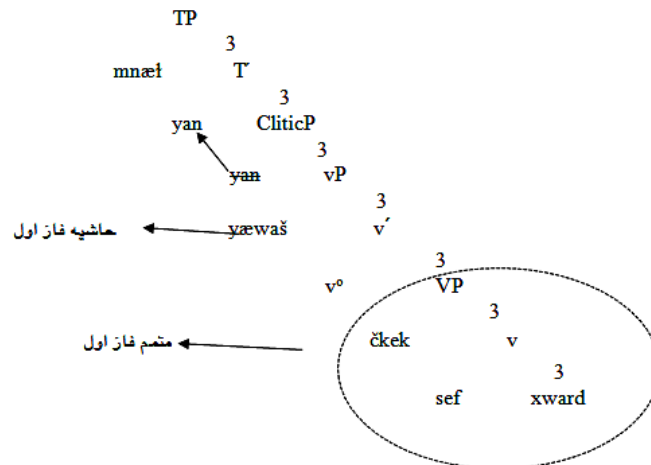 TP
3
mnæł T′
3
yan CliticP
3
yan vP
3
حاشیه فاز اول yæwaš v′
3
vº VP
3
متمم فاز اول čkek v
3
sef xward